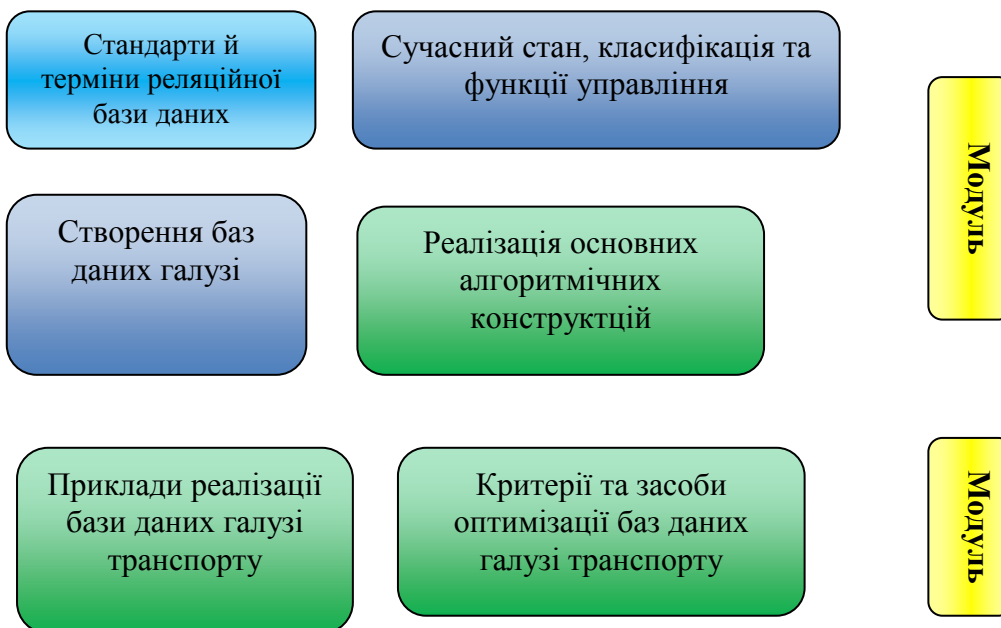 Стандарти й
терміни реляційної
бази даних
Сучасний стан, класифікація та
функції управління
Модуль
Створення баз
даних галузі
Реалізація основних
алгоритмічних
конструктцій
Приклади реалізації
бази даних галузі
транспорту
Критерії та засоби
оптимізації баз даних
галузі транспорту
Модуль